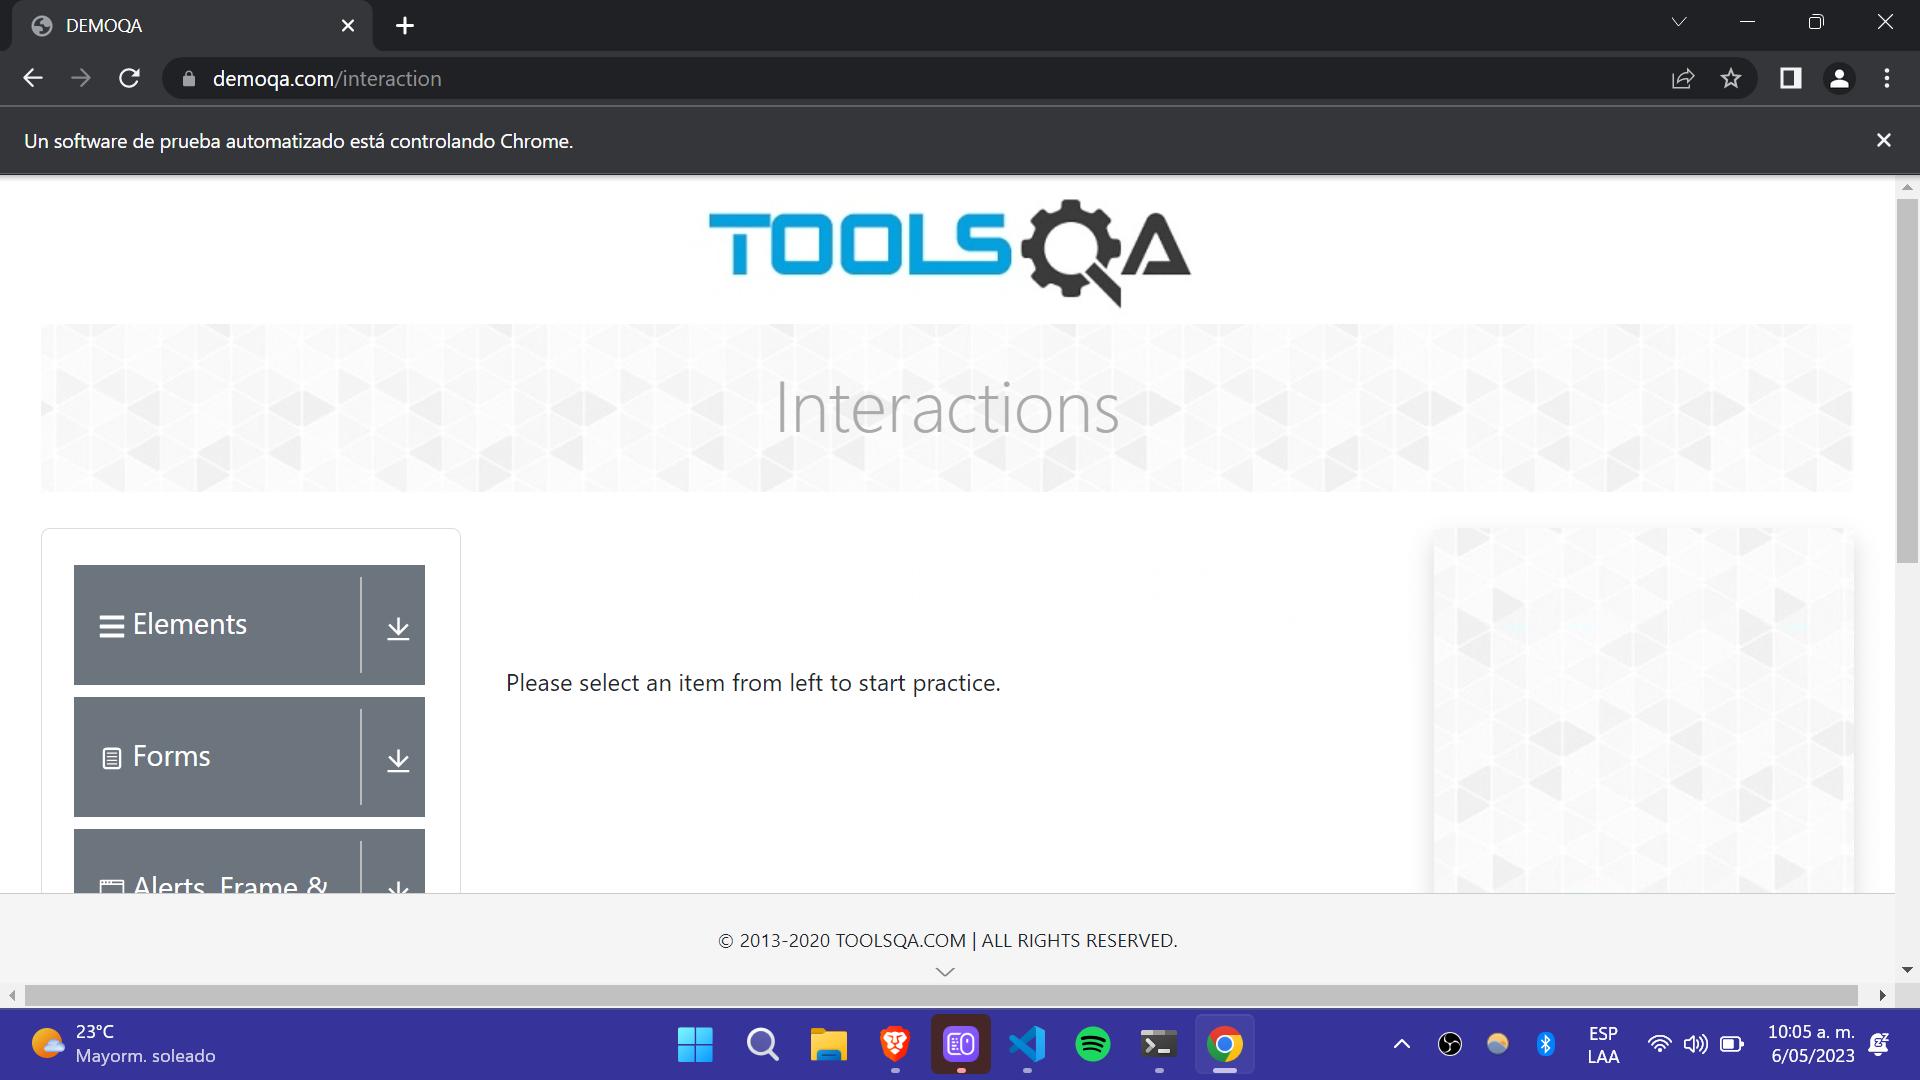 DEMOQA
demoqa.com/interaction
Un software de prueba automatizado está controlando Chrome.
TOOLSQA
Interactions
Elements
Please select an item from left to start practice.
Forms
Alerts, Frame &
© 2013-2020 TOOLSQA.COM | ALL RIGHTS RESERVED.
23°C
Mayorm. soleado
ESP
LAA
10:05 a. m.
6/05/2023